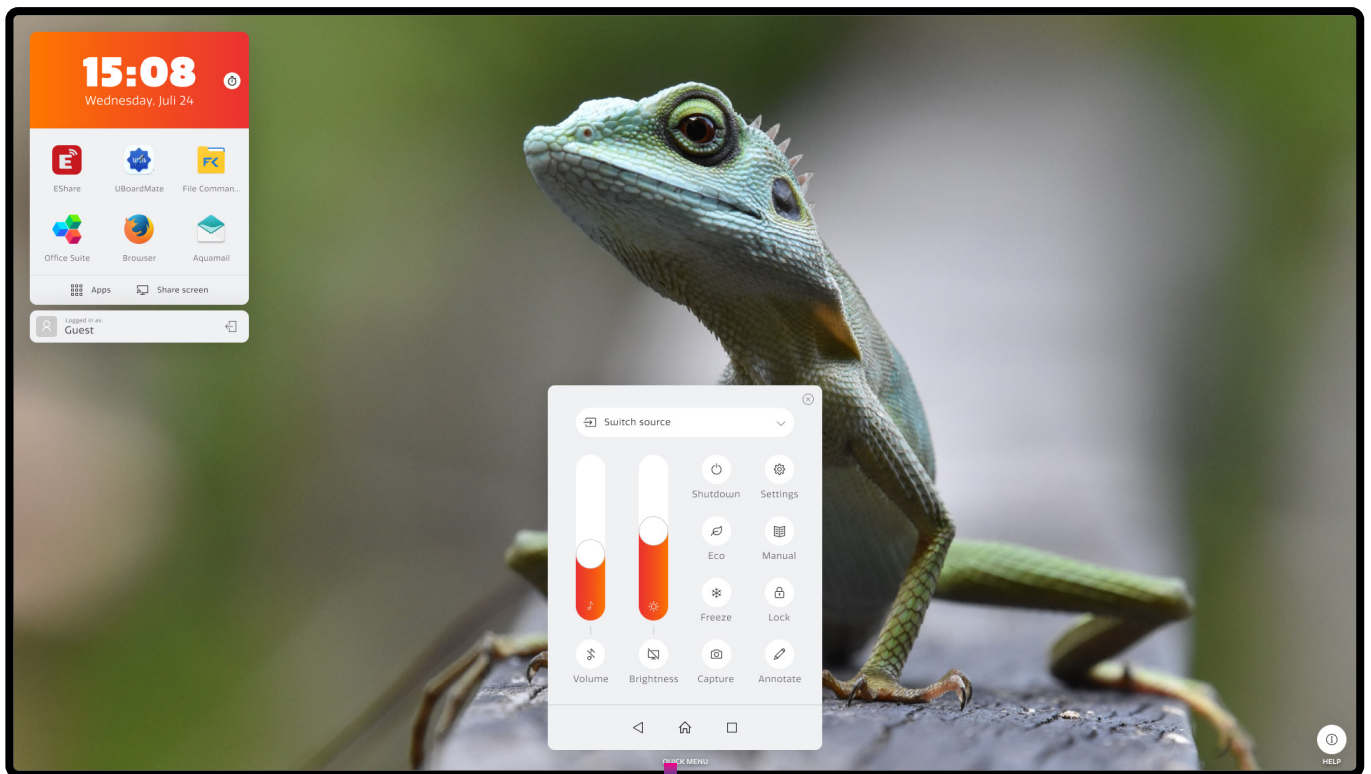 15:08
Wednesday, Juli 24
EShare
UBoardMate
File Comman...
Office Suite
Browser
Aquamail
Apps
Share screen
Logged in as:
Guest
Switch source
Shutdown
Settings
Eco
Manual
Freeze
Lock
Volume
Brightness
Capture
Annotate
QUICK MENU
HELP